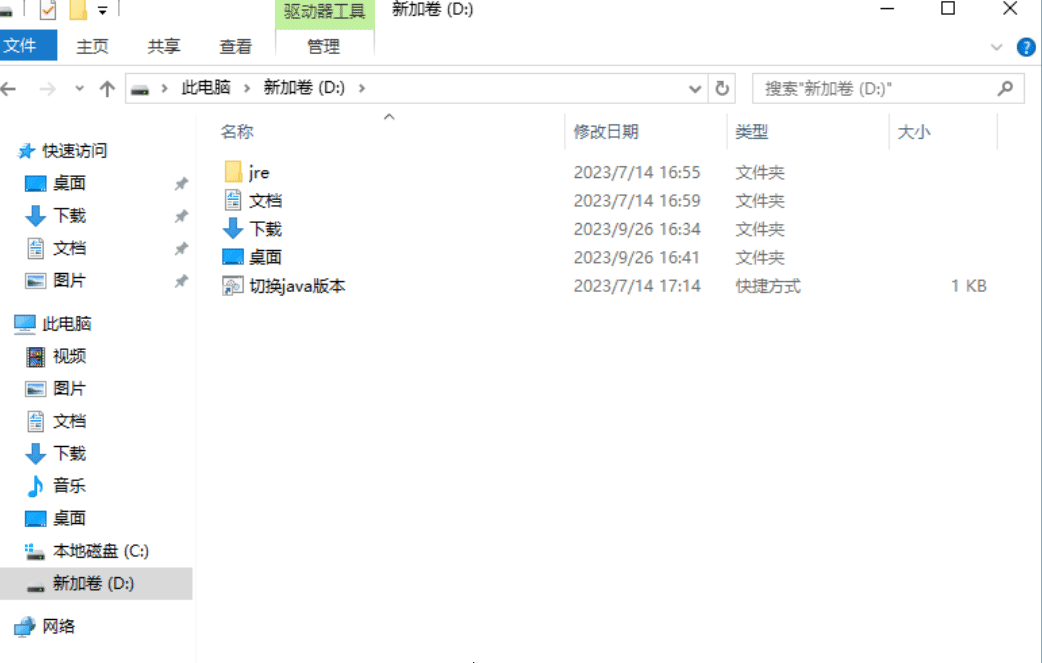 驱动器工具 新加卷 (D:)
文件 主页 共享 查看 管理
此电脑 新加卷 (D:) 搜索"新加卷 (D:)"
名称 修改日期 类型 大小
快速访问
桌面
下载
文档
图片
此电脑
视频
图片
文档
下载
音乐
桌面
本地磁盘 (C:)
新加卷 (D:)
网络
jre 2023/7/14 16:55 文件夹
文档 2023/7/14 16:59 文件夹
下载 2023/9/26 16:34 文件夹
桌面 2023/9/26 16:41 文件夹
切换java版本 2023/7/14 17:14 快捷方式 1 KB